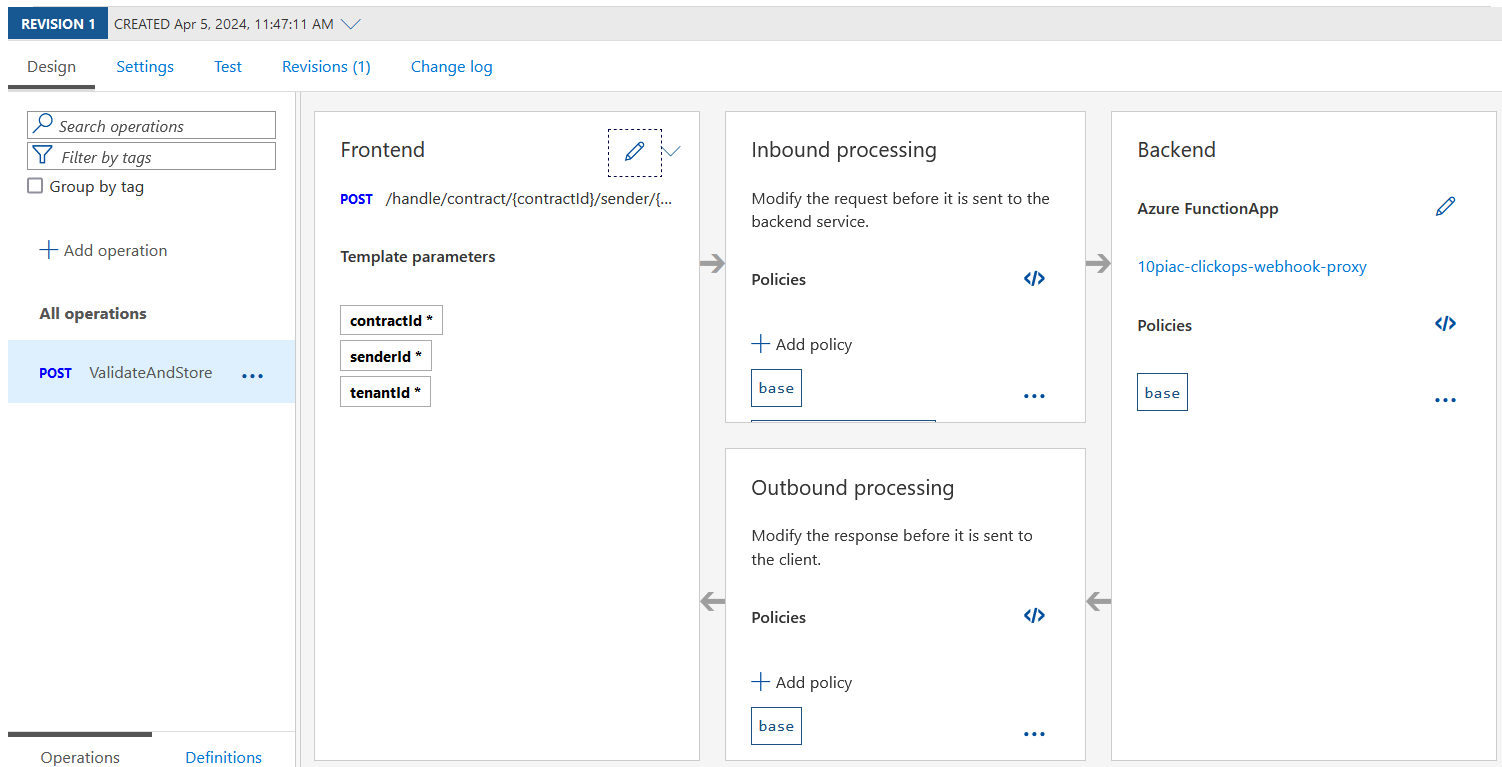 REVISION 1 CREATED Apr 5, 2024, 11:47:11 AM
Design Settings Test Revisions (1) Change log
Search operations
Filter by tags
Group by tag
Add operation
All operations
POST ValidateAndStore ...
Operations Definitions
Frontend
POST /handle/contract/{contractId}/sender/{...
Template parameters
contractId *
senderId *
tenantId *
Inbound processing
Modify the request before it is sent to the
backend service.
Policies </>
Add policy
base ...
Outbound processing
Modify the response before it is sent to
the client.
Policies </>
Add policy
base ...
Backend
Azure FunctionApp
10piac-clickops-webhook-proxy
Policies </>
base ...